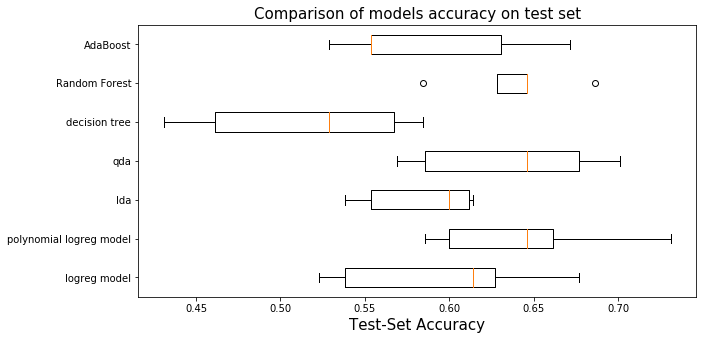 Comparison of models accuracy on test set
AdaBoost
Random Forest
decision tree
qda
lda
polynomial logreg model
logreg model
0.45 0.50 0.55 0.60 0.65 0.70
Test-Set Accuracy